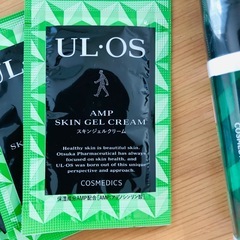 UL·OS
AMP
SKIN GEL CREAM
スキンジェルクリーム
Healthy skin is beautiful skin.
Otsuka Pharmaceutical has always
focused on skin health, and
UL·OS was born out of this unique
perspective and approach.
COSMEDICS